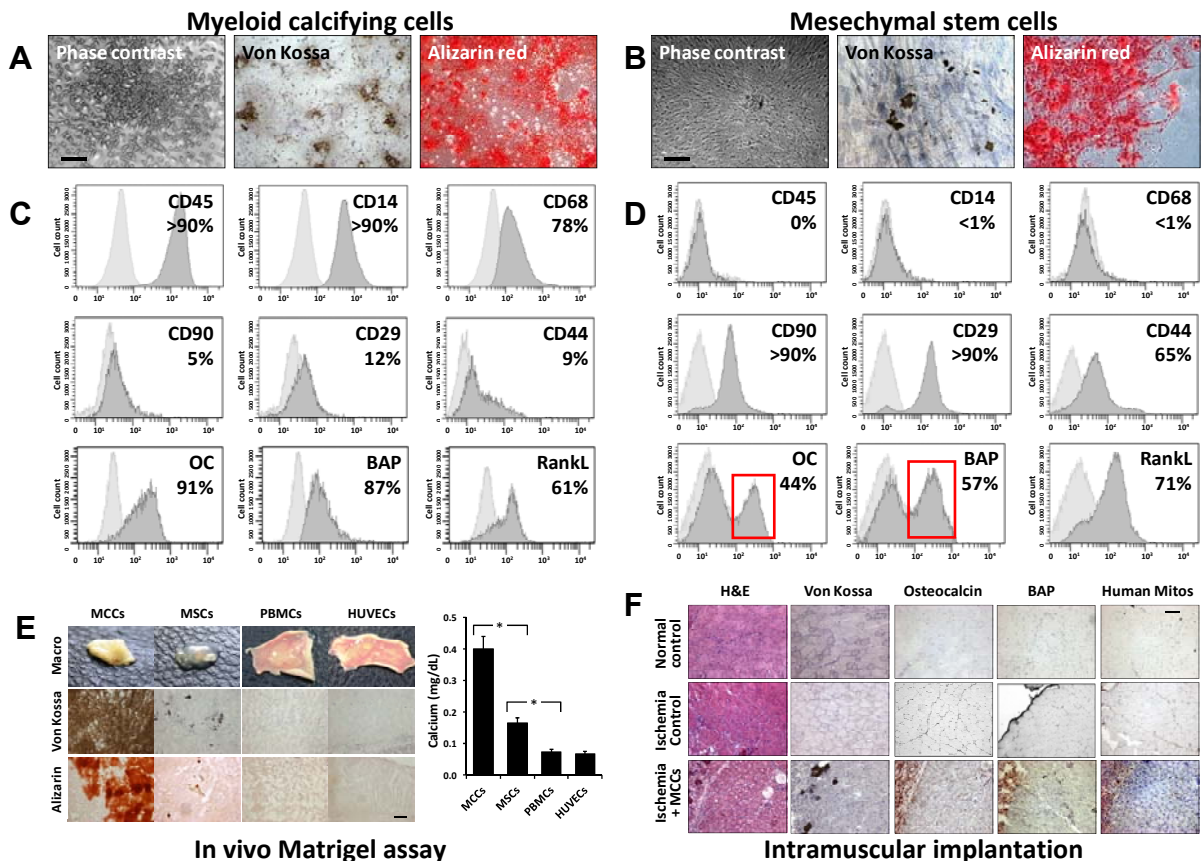 Myeloid calcifying cells
Mesechymal stem cells
A
Phase contrast
Von Kossa
Alizarin red
B
Phase contrast
Von Kossa
Alizarin red
C
CD45
>90%
CD14
>90%
CD68
78%
CD90
5%
CD29
12%
CD44
9%
OC
91%
BAP
87%
RankL
61%
Cell count
D
CD45
0%
CD14
<1%
CD68
<1%
CD90
>90%
CD29
>90%
CD44
65%
OC
44%
BAP
57%
RankL
71%
Cell count
E
MCCs
MSCs
PBMCs
HUVECs
Macro
Von Kossa
Alizarin
Calcium (mg/dL)
0.5
0.4
0.3
0.2
0.1
0.0
*
*
MCCs
MSCs
PBMCs
HUVECs
In vivo Matrigel assay
F
H&E
Von Kossa
Osteocalcin
BAP
Human Mitos
Normal
control
Ischemia
Control
Ischemia
+ MCCs
Intramuscular implantation